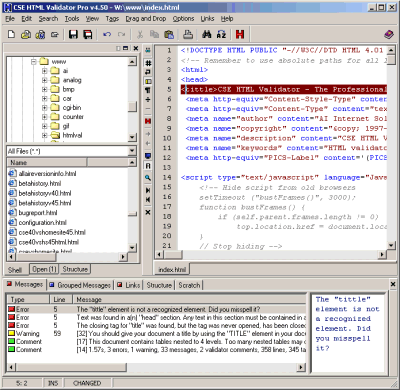 CSE HTML Validator Pro v4.50 - W:\www\index.html
File Edit Search Tools View Tags Drag and Drop Options Links Help
www
ai
analog
bmp
car
cgi-bin
counter
gif
htmlval
All Files (*.*)
Name
allaireversioninfo.html
betahistory.html
betahistoryv40.html
betahistoryv45.html
bugreport.html
configuration.html
cse40vshomesite45.html
cse40vshs45.html
Shell Open (1) Structure
1 <!DOCTYPE HTML PUBLIC "-//W3C//DTD HTML 4.01
2 <!-- Remember to use absolute paths for all l
3 <html>
4 <head>
5 <tittle>CSE HTML Validator - The Professional
6 <meta http-equiv="Content-Style-Type" content
7 <meta http-equiv="Content-Type" content="tex
8 <meta name="author" content="AI Internet Sol
9 <meta name="copyright" content="&copy; 1997-
10 <meta name="description" content="CSE HTML V
11 <meta name="keywords" content="HTML validato
12 <meta http-equiv="PICS-Label" content='(PICS
13
14 <script type="text/javascript" language="Jav
15 <!-- Hide script from old browsers
16 setTimeout ("bustFrames()", 3000);
17 function bustFrames() {
18 if (self.parent.frames.length != 0)
19 top.location.href = document.loca
20 }
21 // Stop hiding -->
index.html
Messages Grouped Messages Links Structure Scratch
Type Line Message
Error 5 The "tittle" element is not a recognized element. Did you misspell it?
Error 5 Text was found in a(n) "head" section. Any text in this section must be contained in a
Error 5 The closing tag for "title" was found, but the tag was never opened, has been close
Warning 59 [32] You should give your document a title by using the "TITLE" element in your docum
Comment [17] This document contains tables nested to 4 levels. Too many nested tables may c
Comment [14] 1.57s, 3 errors, 1 warning, 33 messages, 2 validator comments, 358 lines, 345 ta
The "tittle" element is not a recognized element. Did you misspell it?
5: 2 INS CHANGED